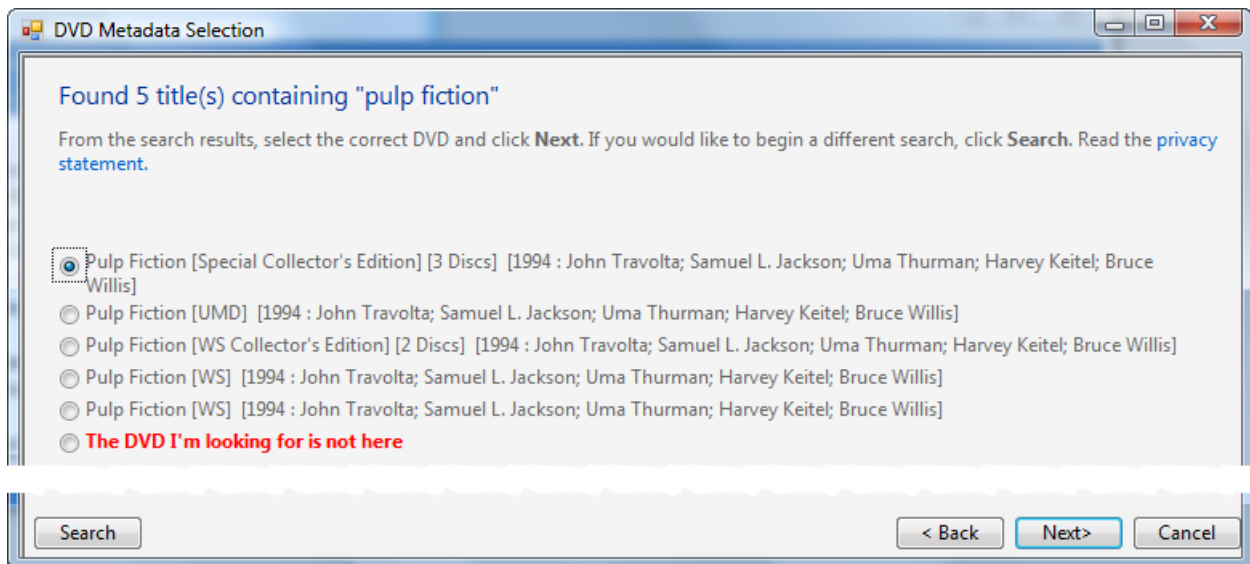 DVD Metadata Selection
Found 5 title(s) containing "pulp fiction"
From the search results, select the correct DVD and click Next. If you would like to begin a different search, click Search. Read the privacy
statement.
Pulp Fiction [Special Collector's Edition] [3 Discs]  [1994 : John Travolta; Samuel L. Jackson; Uma Thurman; Harvey Keitel; Bruce
Willis]
Pulp Fiction [UMD]  [1994 : John Travolta; Samuel L. Jackson; Uma Thurman; Harvey Keitel; Bruce Willis]
Pulp Fiction [WS Collector's Edition] [2 Discs]  [1994 : John Travolta; Samuel L. Jackson; Uma Thurman; Harvey Keitel; Bruce Willis]
Pulp Fiction [WS]  [1994 : John Travolta; Samuel L. Jackson; Uma Thurman; Harvey Keitel; Bruce Willis]
Pulp Fiction [WS]  [1994 : John Travolta; Samuel L. Jackson; Uma Thurman; Harvey Keitel; Bruce Willis]
The DVD I'm looking for is not here
Search < Back Next> Cancel